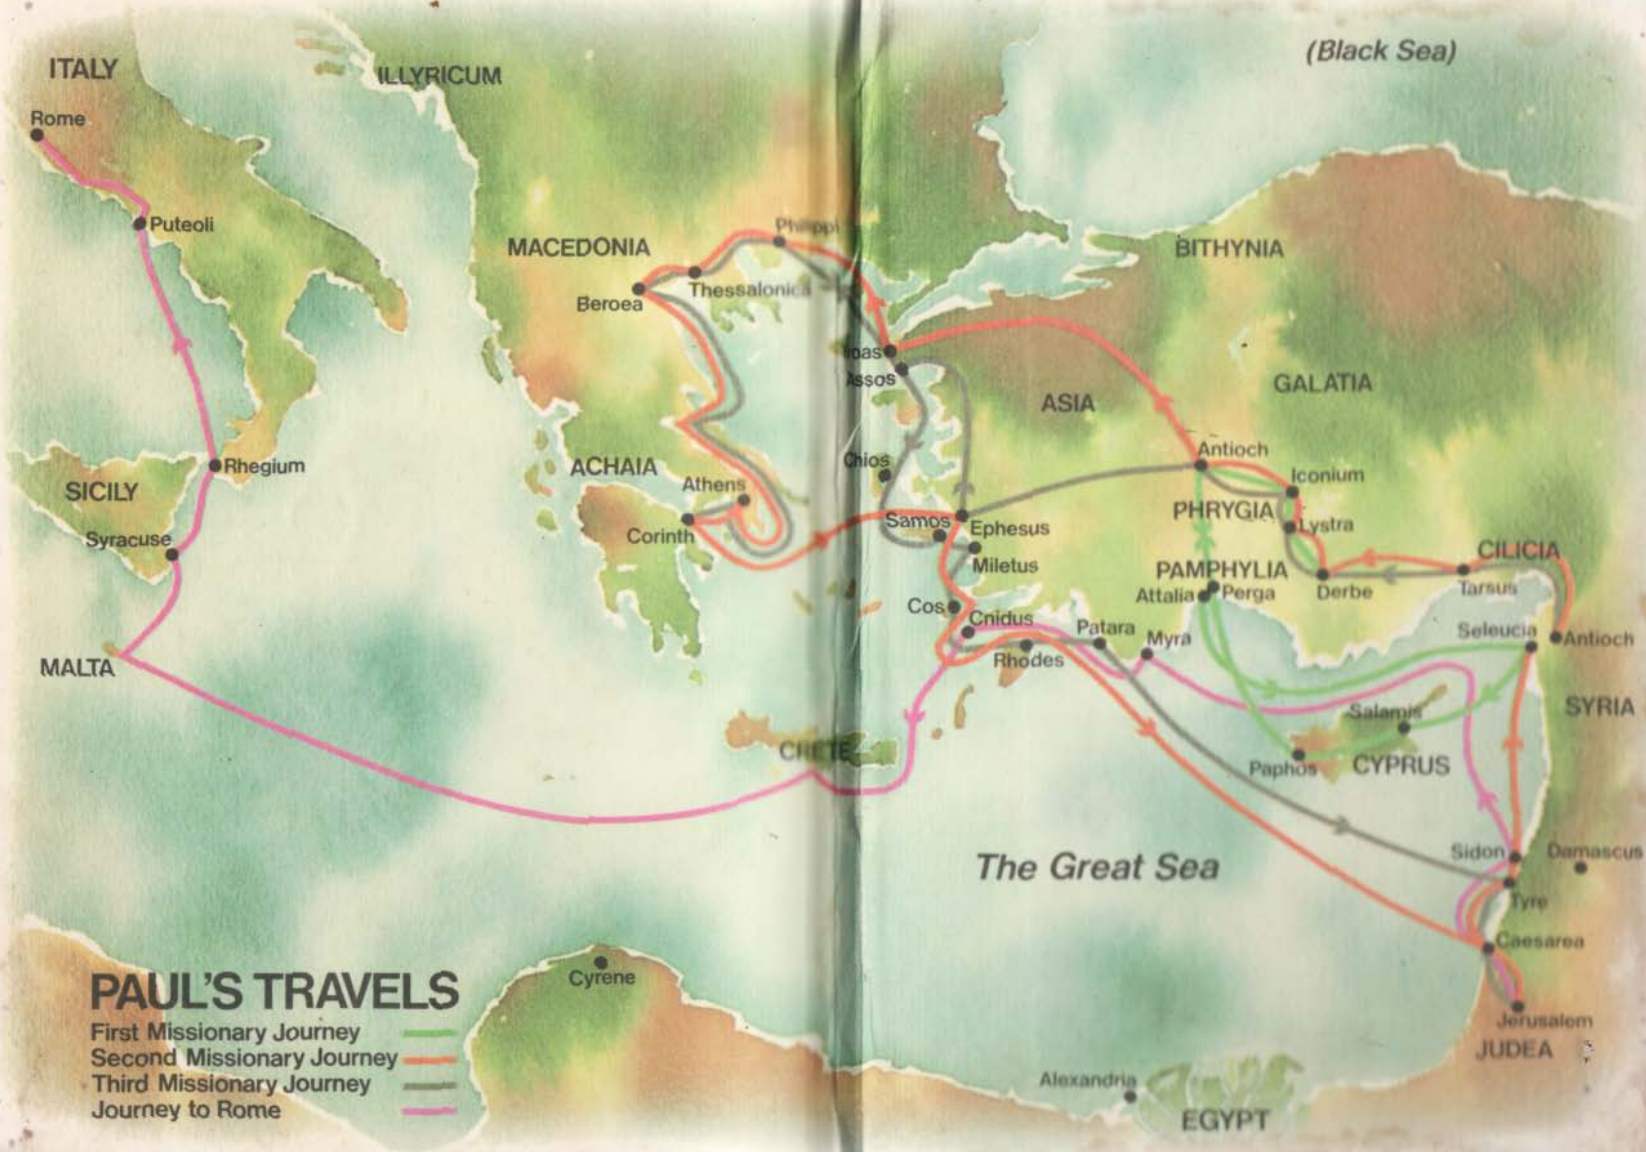 (Black Sea)
ITALY
ILLYRICUM
Rome
Puteoli
MACEDONIA
Philippi
BITHYNIA
Thessalonica
Beroea
Assos
GALATIA
ASIA
Antioch
Iconium
Rhegium
SICILY
ACHAIA
Chios
Athens
PHRYGIA
Lystra
Samos
Ephesus
Corinth
Syracuse
Miletus
CILICIA
PAMPHYLIA
Attalia
Perga
Derbe
Tarsus
Cos
Cnidus
Patara
Myra
Seleucia
Antioch
MALTA
Rhodes
SYRIA
Salamis
CRETE
Paphos
CYPRUS
The Great Sea
Sidon
Damascus
Tyre
Caesarea
Cyrene
PAUL'S TRAVELS
First Missionary Journey
Second Missionary Journey
Third Missionary Journey
Journey to Rome
Jerusalem
JUDEA
Alexandria
EGYPT